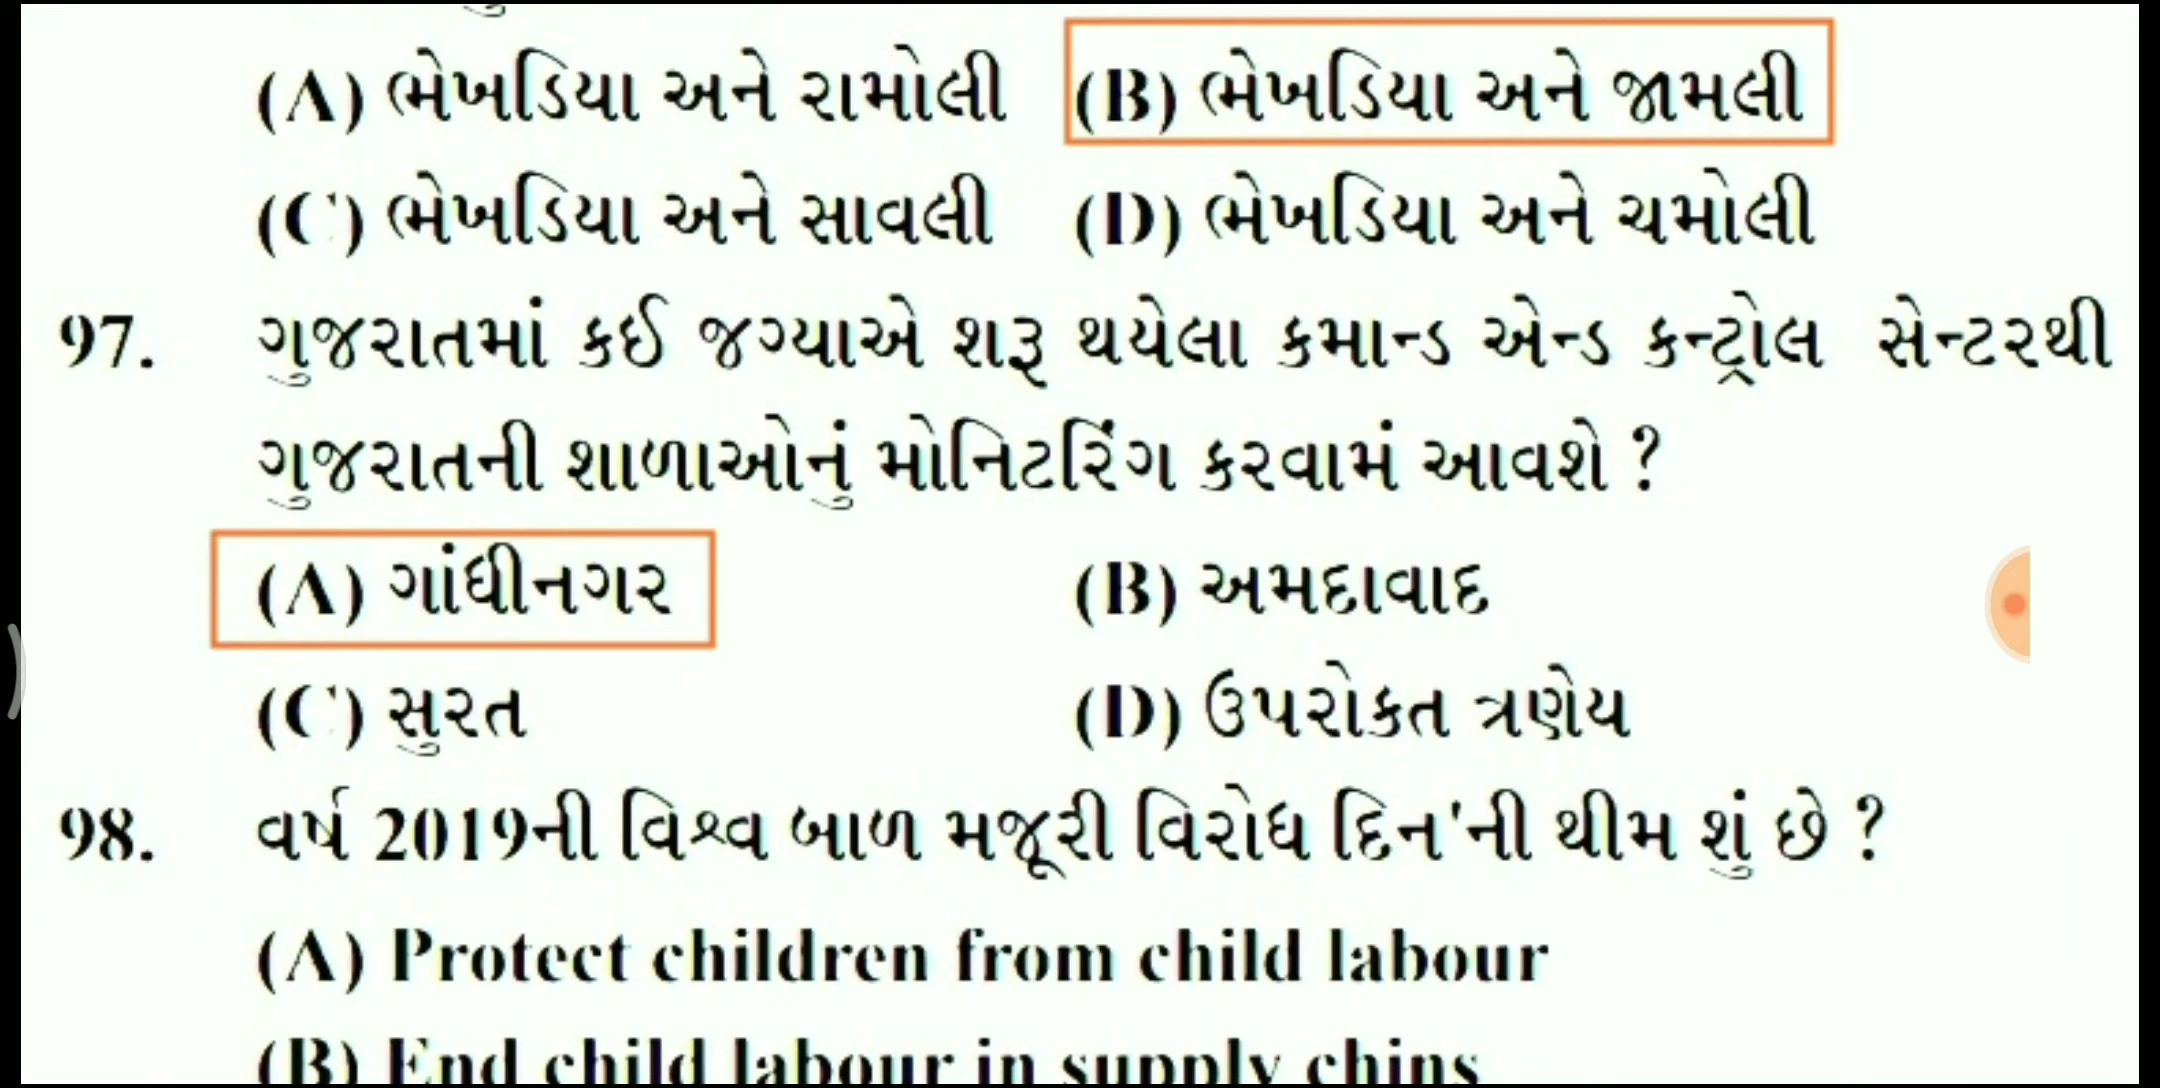 (A) ભેખડિયા અને રામોલી (B) ભેખડિયા અને જામલી
(C) ભેખડિયા અને સાવલી (D) ભેખડિયા અને ચમોલી
97. ગુજરાતમાં કઈ જગ્યાએ શરૂ થયેલા કમાન્ડ એન્ડ કન્ટ્રોલ સેન્ટરથી
ગુજરાતની શાળાઓનું મોનિટરિંગ કરવામં આવશે ?
(A) ગાંધીનગર (B) અમદાવાદ
(C) સુરત (D) ઉપરોકત ત્રણેય
98. વર્ષ 2019ની વિશ્વ બાળ મજૂરી વિરોધ દિન'ની થીમ શું છે ?
(A) Protect children from child labour
(B) End child labour in supply chins